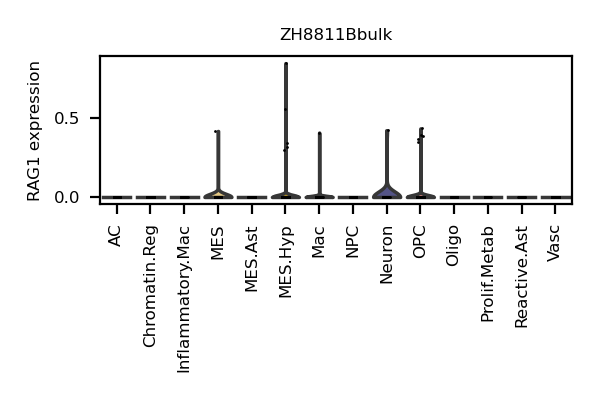 ZH8811Bbulk
RAG1 expression
0.5
0.0
AC
Chromatin.Reg
Inflammatory.Mac
MES
MES.Ast
MES.Hyp
Mac
NPC
Neuron
OPC
Oligo
Prolif.Metab
Reactive.Ast
Vasc